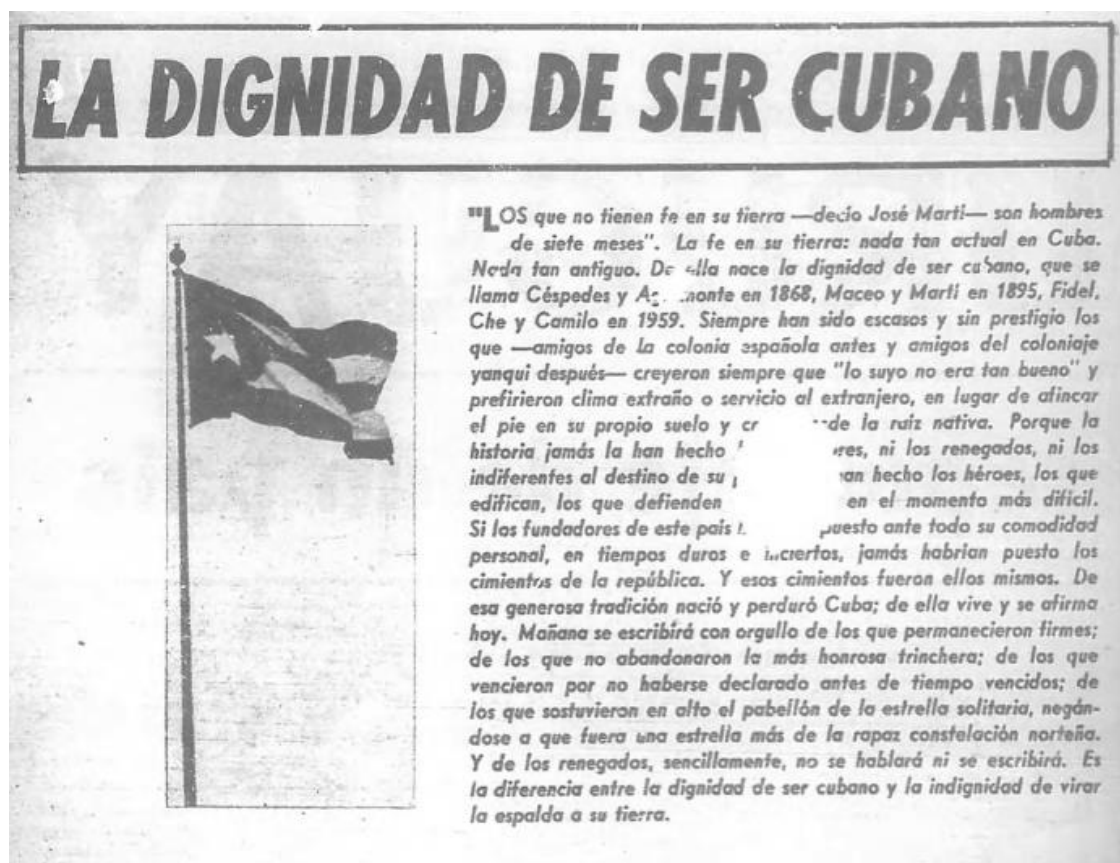 LA DIGNIDAD DE SER CUBANO
"LOS que no tienen fe en su tierra —decio José Martí— son hombres
de siete meses". La fe en su tierra: nada tan actual en Cuba.
Nada tan antiguo. De ella nace la dignidad de ser cubano, que se
llama Céspedes y en 1868, Maceo y Martí en 1895, Fidel,
Che y Camilo en 1959. Siempre han sido escasos y sin prestigio los
que —amigos de la colonia española antes y amigos del coloniaje
yanqui después— creyeron siempre que "lo suyo no era tan bueno" y
prefirieron clima extraño o servicio al extranjero, en lugar de afincar
el pie en su propio suelo y de la raíz nativa. Porque la
historia jamás la han hecho ni los renegados, ni los
indiferentes al destino de su han hecho los héroes, los que
edifican, los que defienden en el momento más difícil.
Si los fundadores de este país ante todo su comodidad
personal, en tiempos duros e inciertos, jamás habrían puesto los
cimientos de la república. Y esos cimientos fueron ellos mismos. De
esa generosa tradición nació y perduró Cuba; de ella vive y se afirma
hoy. Mañana se escribirá con orgullo de los que permanecieron firmes;
de los que no abandonaron la más honrosa trinchera; de los que
vencieron por no haberse declarado antes de tiempo vencidos; de
los que sostuvieron en alto el pabellón de la estrella solitaria, negán-
dose a que fuera una estrella más de la rapaz constelación norteña.
Y de los renegados, sencillamente, no se hablará ni se escribirá. Es
la diferencia entre la dignidad de ser cubano y la indignidad de virar
la espalda a su tierra.